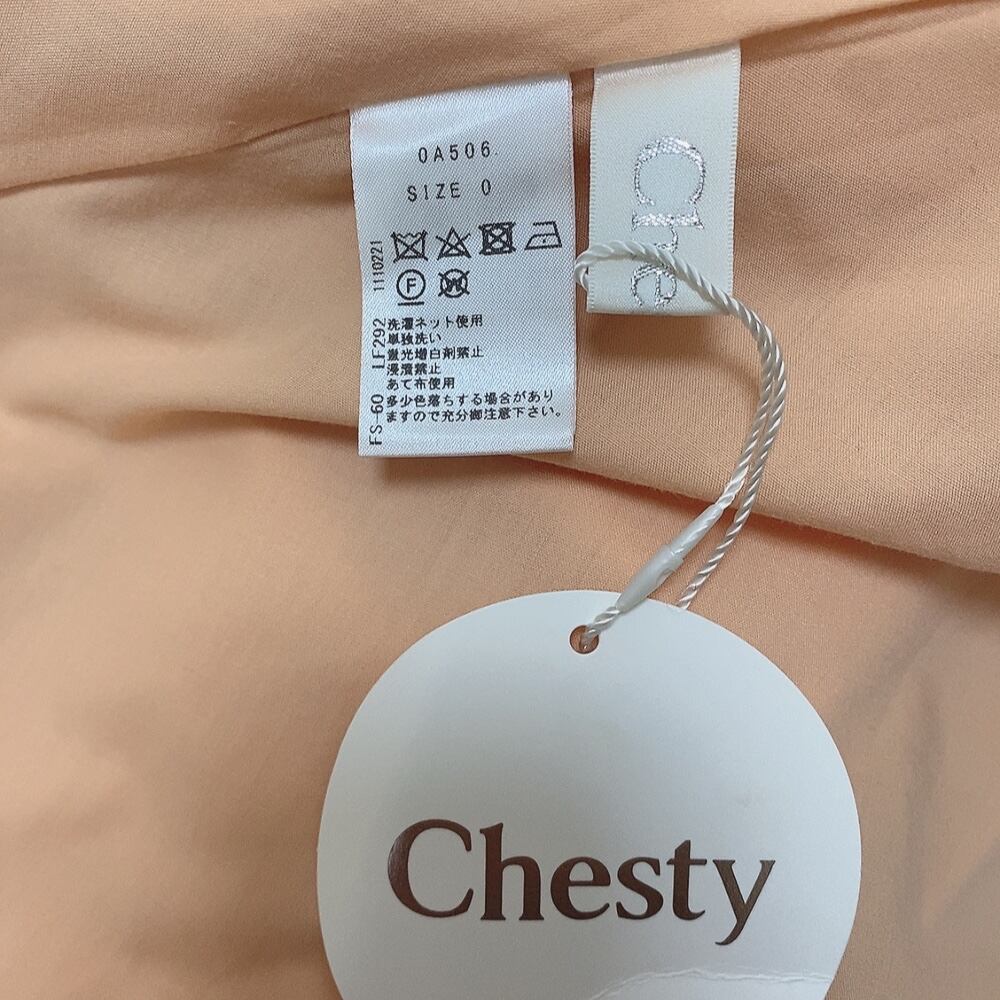 0A506
SIZE 0
F
W
洗濯ネット使用
単独洗い
蛍光増白剤禁止
浸漬禁止
あて布使用
多少色落ちする場合があり
ますので充分御注意下さい。
FS-60 LF292 110221
Che
Chesty